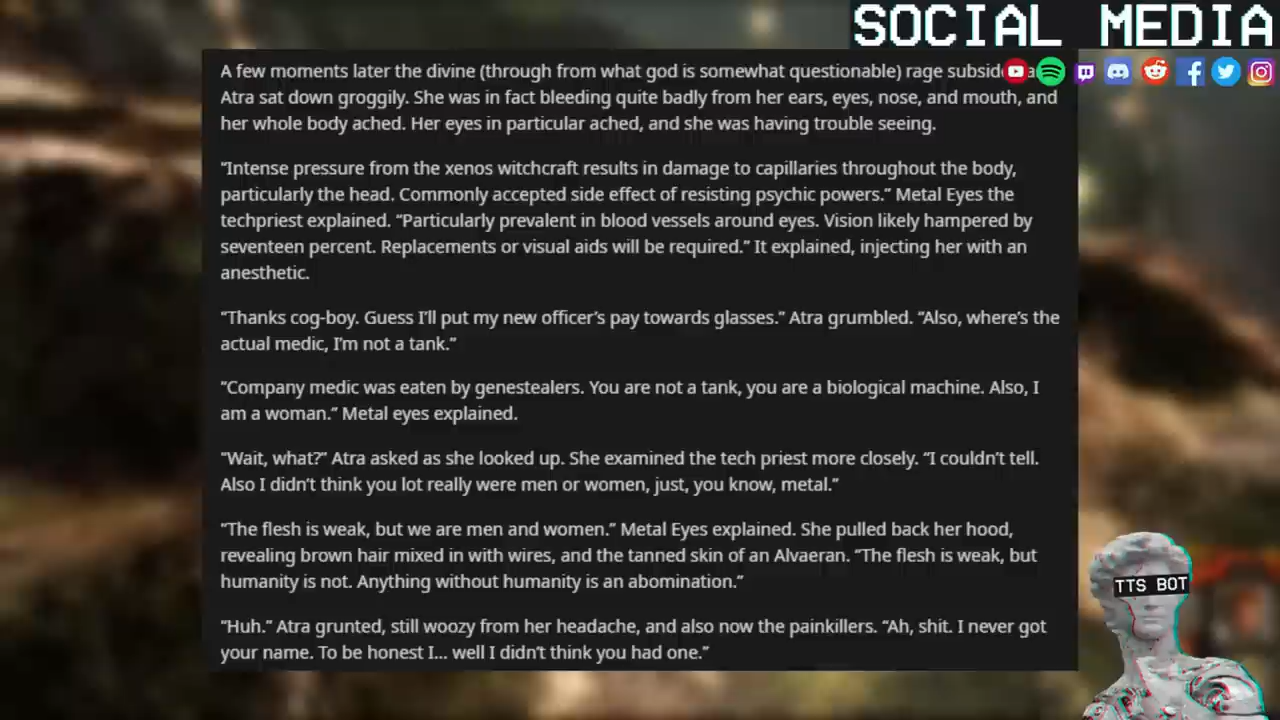 SOCIAL MEDIA
A few moments later the divine (through from what god is somewhat questionable) rage
Atra sat down groggily. She was in fact bleeding quite badly from her ears, eyes, nose, and mouth, and
her whole body ached. Her eyes in particular ached, and she was having trouble seeing.
“Intense pressure from the xenos witchcraft results in damage to capillaries throughout the body,
particularly the head. Commonly accepted side effect of resisting psychic powers.” Metal Eyes the
techpriest explained. “Particularly prevalent in blood vessels around eyes. Vision likely hampered by
seventeen percent. Replacements or visual aids will be required.” It explained, injecting her with an
anesthetic.
“Thanks cog-boy. Guess I’ll put my new officer’s pay towards glasses.” Atra grumbled. “Also, where’s the
actual medic, I’m not a tank.”
“Company medic was eaten by genestealers. You are not a tank, you are a biological machine. Also, I
am a woman.” Metal eyes explained.
“Wait, what?” Atra asked as she looked up. She examined the tech priest more closely. “I couldn’t tell.
Also I didn’t think you lot really were men or women, just, you know, metal.”
“The flesh is weak, but we are men and women.” Metal Eyes explained. She pulled back her hood,
revealing brown hair mixed in with wires, and the tanned skin of an Alvaeran. “The flesh is weak, but
humanity is not. Anything without humanity is an abomination.”
“Huh.” Atra grunted, still woozy from her headache, and also now the painkillers. “Ah, shit. I never got
your name. To be honest I... well I didn’t think you had one.”
TTS BOT